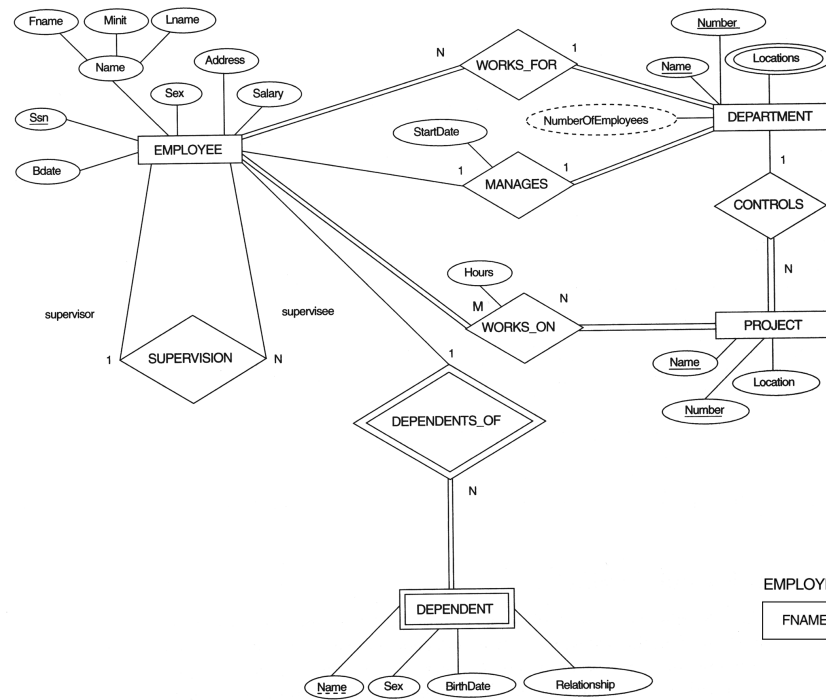 Fname
Minit
Lname
Name
Address
Sex
Salary
Ssn
Bdate
EMPLOYEE
N
WORKS_FOR
1
Number
Name
Locations
NumberOfEmployees
DEPARTMENT
StartDate
1
MANAGES
1
1
CONTROLS
N
supervisor
supervisee
1
SUPERVISION
N
Hours
M
N
WORKS_ON
PROJECT
Name
Number
Location
1
DEPENDENTS_OF
N
DEPENDENT
Name
Sex
BirthDate
Relationship
EMPLOY
FNAME